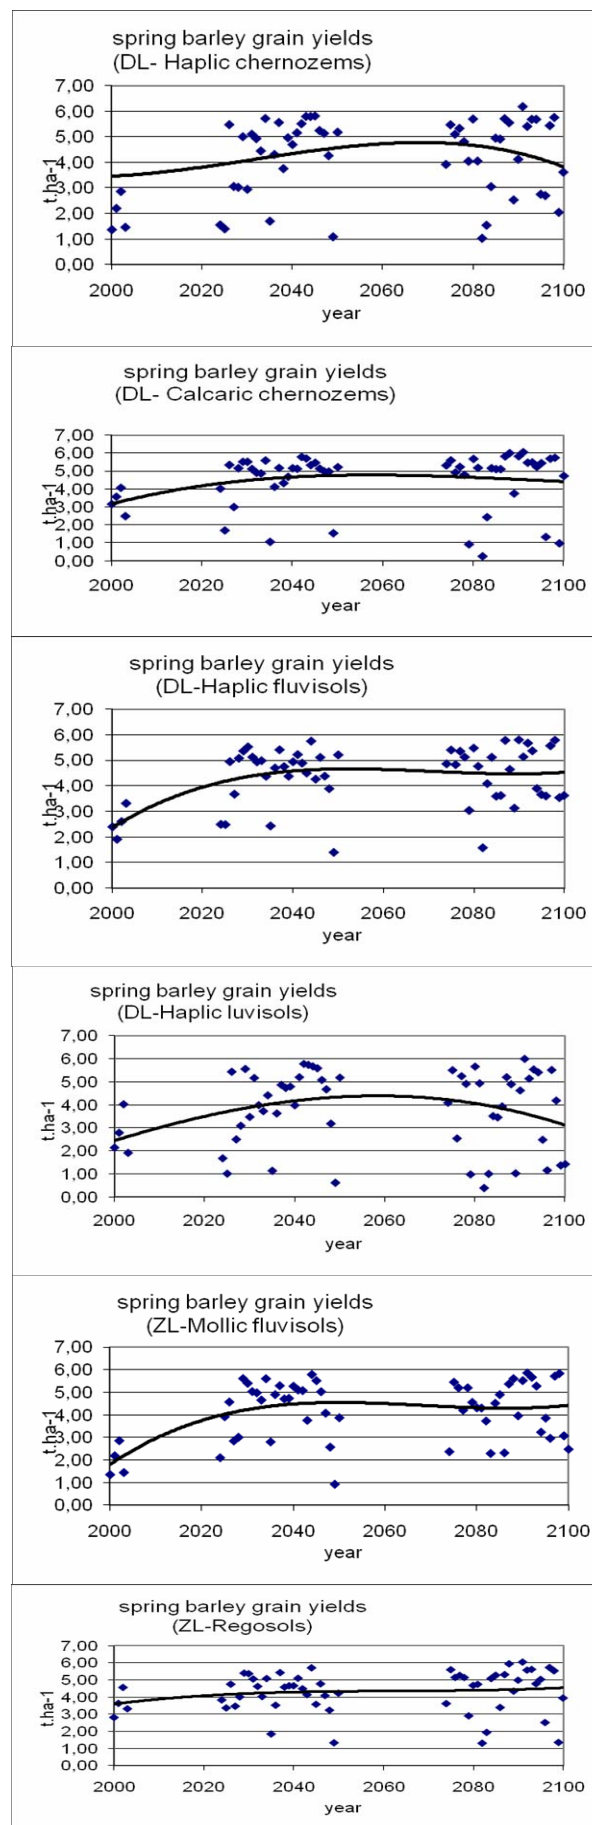 spring barley grain yields
(DL- Haplic chernozems)
7,00
6,00
5,00
4,00
3,00
2,00
1,00
0,00
t.ha-1
2000 2020 2040 2060 2080 2100
year
spring barley grain yields
(DL- Calcaric chernozems)
7,00
6,00
5,00
4,00
3,00
2,00
1,00
0,00
t.ha-1
2000 2020 2040 2060 2080 2100
year
spring barley grain yields
(DL-Haplic fluvisols)
7,00
6,00
5,00
4,00
3,00
2,00
1,00
0,00
t.ha-1
2000 2020 2040 2060 2080 2100
year
spring barley grain yields
(DL-Haplic luvisols)
7,00
6,00
5,00
4,00
3,00
2,00
1,00
0,00
t.ha-1
2000 2020 2040 2060 2080 2100
year
spring barley grain yields
(ZL-Mollic fluvisols)
7,00
6,00
5,00
4,00
3,00
2,00
1,00
0,00
t.ha-1
2000 2020 2040 2060 2080 2100
year
spring barley grain yields
(ZL-Regosols)
7,00
6,00
5,00
4,00
3,00
2,00
1,00
0,00
t.ha-1
2000 2020 2040 2060 2080 2100
year